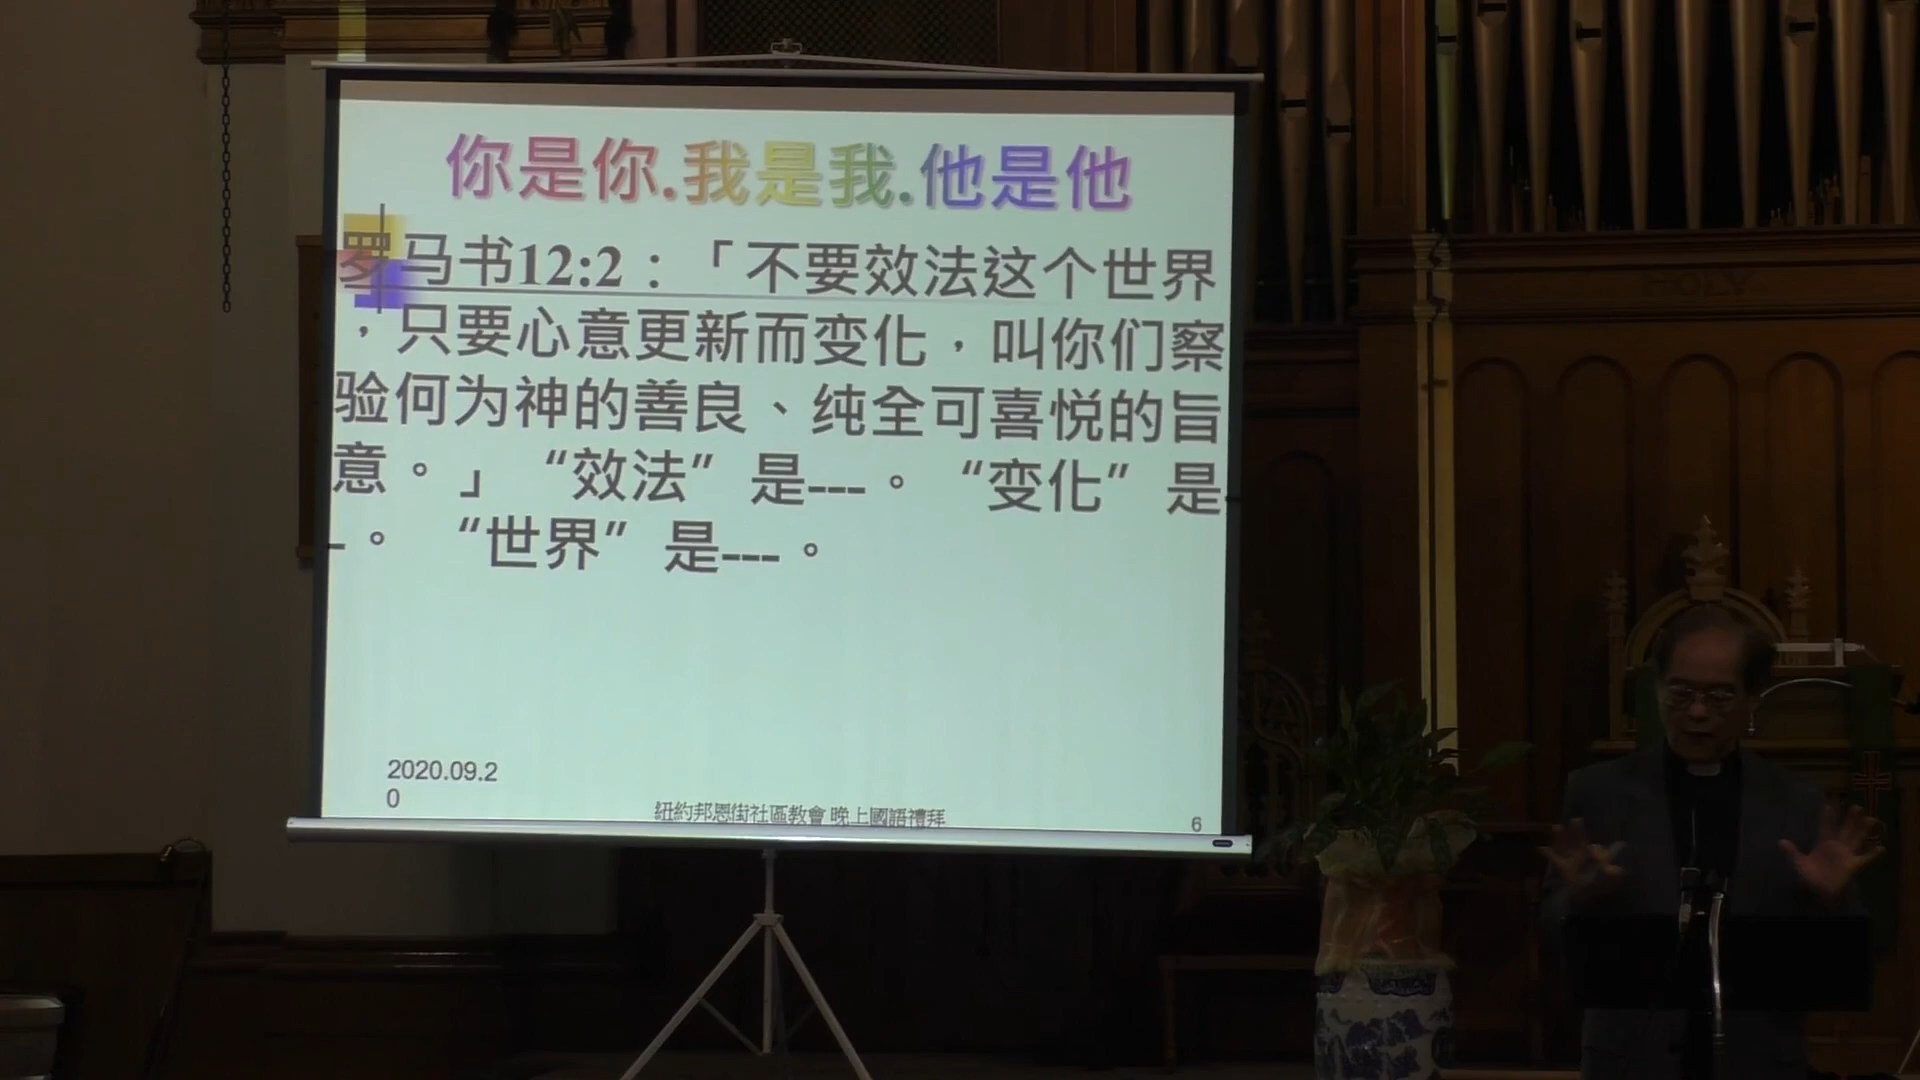 你是你.我是我.他是他
罗马书12:2：「不要效法这个世界
，只要心意更新而变化，叫你们察
验何为神的善良、纯全可喜悦的旨
意。」 “效法” 是---。 “变化” 是-
-。 “世界” 是---。
2020.09.2
0
紐約邦恩街社區教會 晚上國語禮拜
6
HOLY